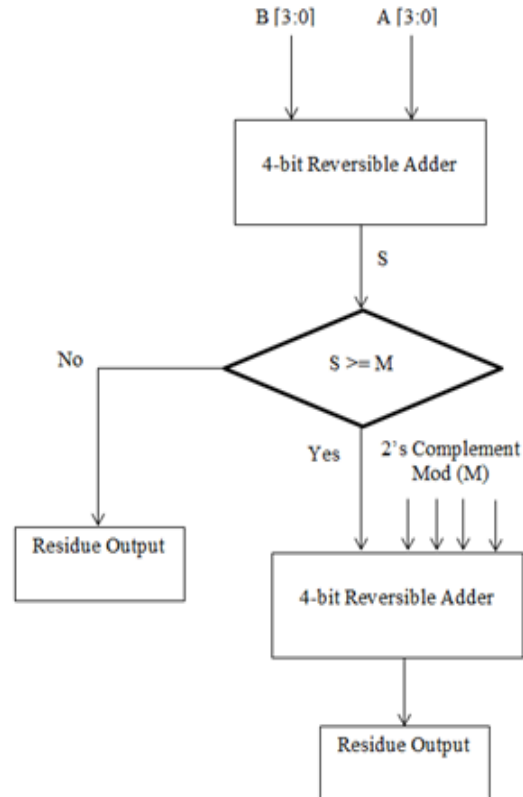 B [3:0] A [3:0]
4-bit Reversible Adder
S
S >= M
No
Yes
2's Complement
Mod (M)
Residue Output
4-bit Reversible Adder
Residue Output